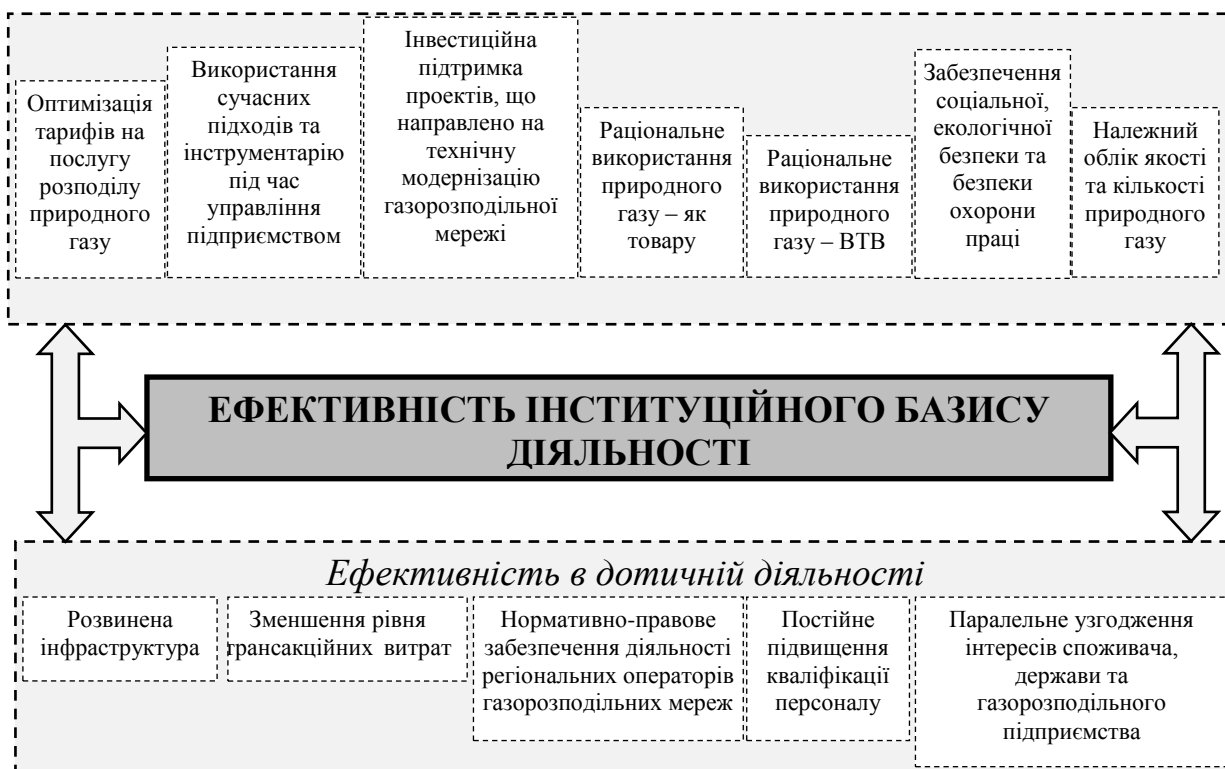 Оптимізація
тарифів на
послугу
розподілу
природного
газу
Використання
сучасних
підходів та
інструментарію
під час
управління
підприємством
Інвестиційна
підтримка
проектів, що
направлено на
технічну
модернізацію
газорозподільної
мережі
Раціональне
використання
природного
газу – як
товару
Раціональне
використання
природного
газу – ВТВ
Забезпечення
соціальної,
екологічної
безпеки та
безпеки
охорони
праці
Належний
облік якості
та кількості
природного
газу
ЕФЕКТИВНІСТЬ ІНСТИТУЦІЙНОГО БАЗИСУ
ДІЯЛЬНОСТІ
Ефективність в дотичній діяльності
Розвинена
інфраструктура
Зменшення рівня
трансакційних витрат
Нормативно-правове
забезпечення діяльності
регіональних операторів
газорозподільних мереж
Постійне
підвищення
кваліфікації
персоналу
Паралельне узгодження
інтересів споживача,
держави та
газорозподільного
підприємства